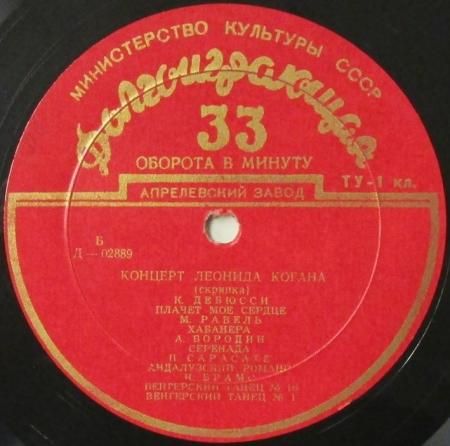 МИНИСТЕРСТВО КУЛЬТУРЫ СССР
Долгоиграющая
33
ОБОРОТА В МИНУТУ
АПРЕЛЕВСКИЙ ЗАВОД
ТУ-1 кл.
Б
Д—02889
КОНЦЕРТ ЛЕОНИДА КОГАНА
(скрипка)
К. ДЕБЮССИ
ПЛАЧЕТ МОЕ СЕРДЦЕ
М. РАВЕЛЬ
ХАБАНЕРА
А. БОРОДИН
СЕРЕНАДА
П. САРАСАТЕ
АНДАЛУЗСКИЙ РОМАНС
И. БРАМС
ВЕНГЕРСКИЙ ТАНЕЦ № 16
ВЕНГЕРСКИЙ ТАНЕЦ № 1